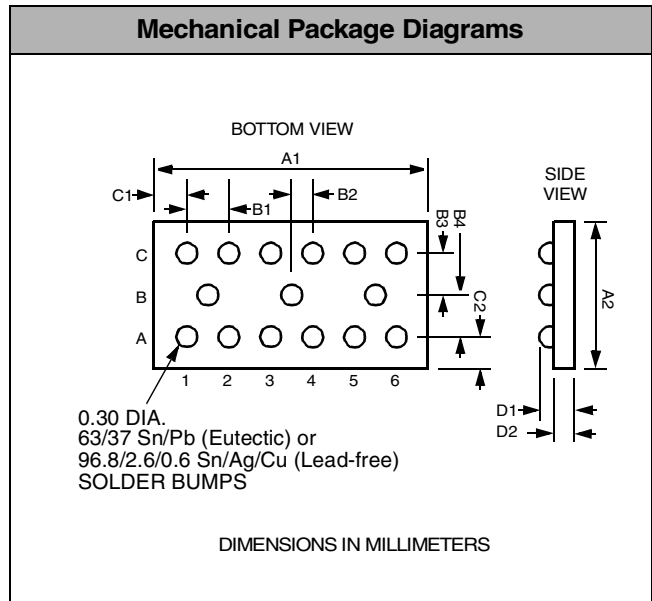 Mechanical Package Diagrams
BOTTOM VIEW
A1
SIDE
VIEW
C1
B1
B2
B3
B4
C
B
A
C2
A2
1 2 3 4 5 6
D1
D2
0.30 DIA.
63/37 Sn/Pb (Eutectic) or
96.8/2.6/0.6 Sn/Ag/Cu (Lead-free)
SOLDER BUMPS
DIMENSIONS IN MILLIMETERS